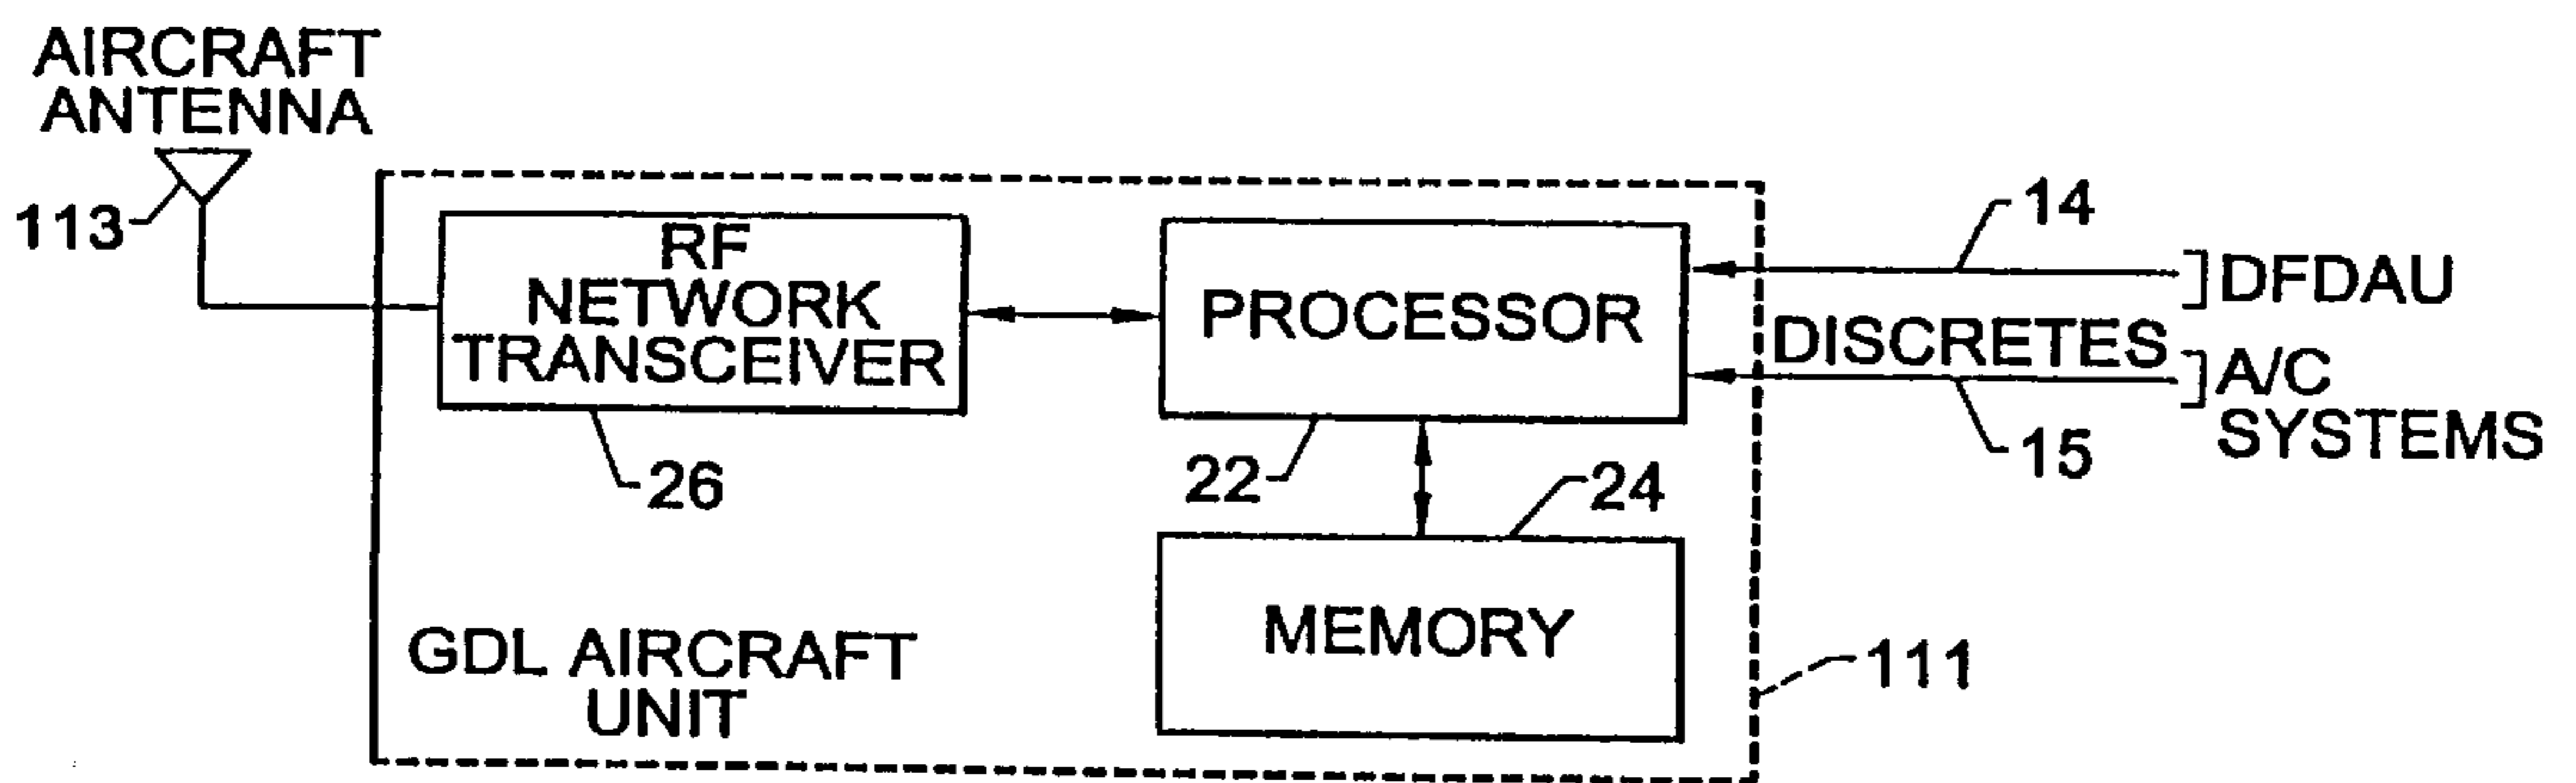 AIRCRAFT
ANTENNA
113
RF
NETWORK
TRANSCEIVER
26
PROCESSOR
22
24
MEMORY
GDL AIRCRAFT
UNIT
14
DFDAU
DISCRETES
15
A/C
SYSTEMS
111